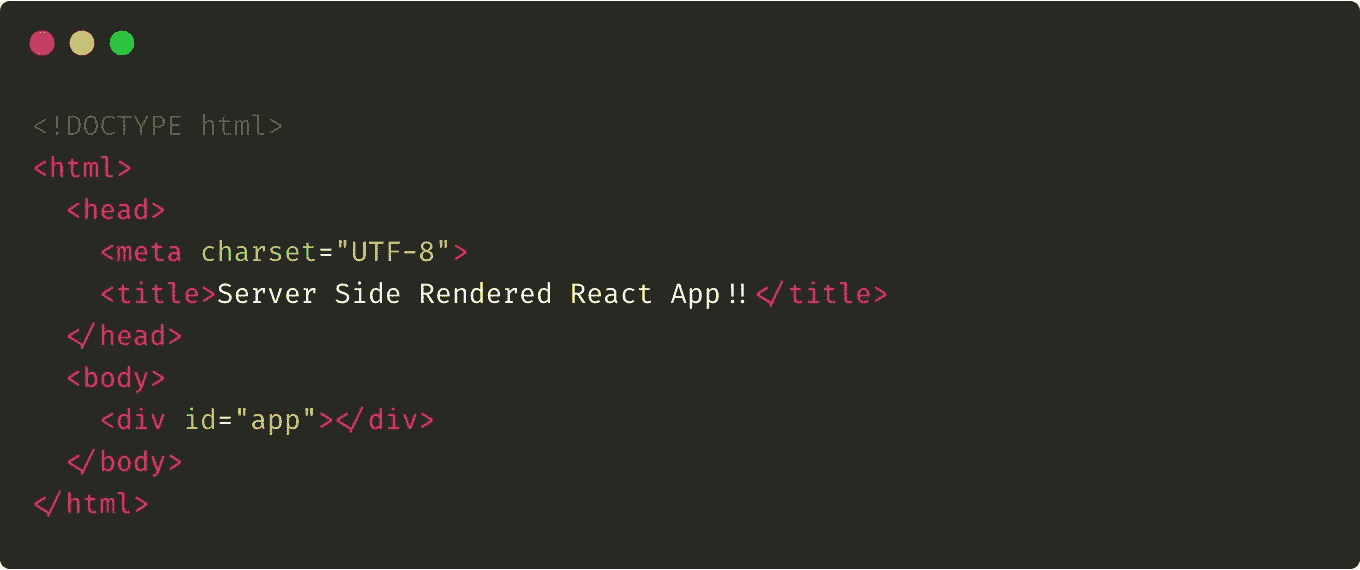 <!DOCTYPE html>
<html>
  <head>
    <meta charset="UTF-8">
    <title>Server Side Rendered React App!!</title>
  </head>
  <body>
    <div id="app"></div>
  </body>
</html>